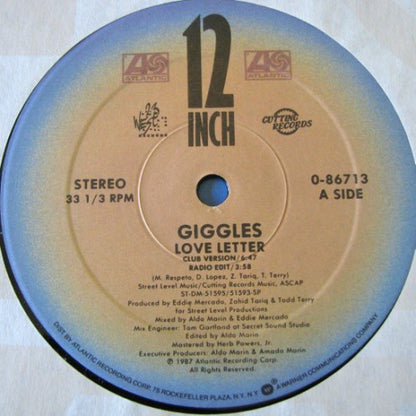 ATLANTIC
12
INCH
ATLANTIC
WILD
WEST
RECORDS
CUTTING
RECORDS
STEREO
33 1/3 RPM
0-86713
A SIDE
GIGGLES
LOVE LETTER
CLUB VERSION/6:47
RADIO EDIT/3:58
(M. Respeto, D. Lopez, Z. Tariq, T. Terry)
Street Level Music/Cutting Records Music, ASCAP
ST-DM-51595/51593-SP
Produced by Eddie Mercado, Zahid Tariq & Todd Terry
for Street Level Productions
Mixed by Aldo Marin & Eddie Mercado
Mix Engineer: Tom Gartland at Secret Sound Studio
Edited by Aldo Marin
Mastered by Herb Powers, Jr.
Executive Producers: Aldo Marin & Amado Marin
℗ 1987 Atlantic Recording Corp.
All Rights Reserved.
DIST. BY ATLANTIC RECORDING CORP., 75 ROCKEFELLER PLAZA, N.Y., N.Y. A WARNER COMMUNICATIONS COMPANY